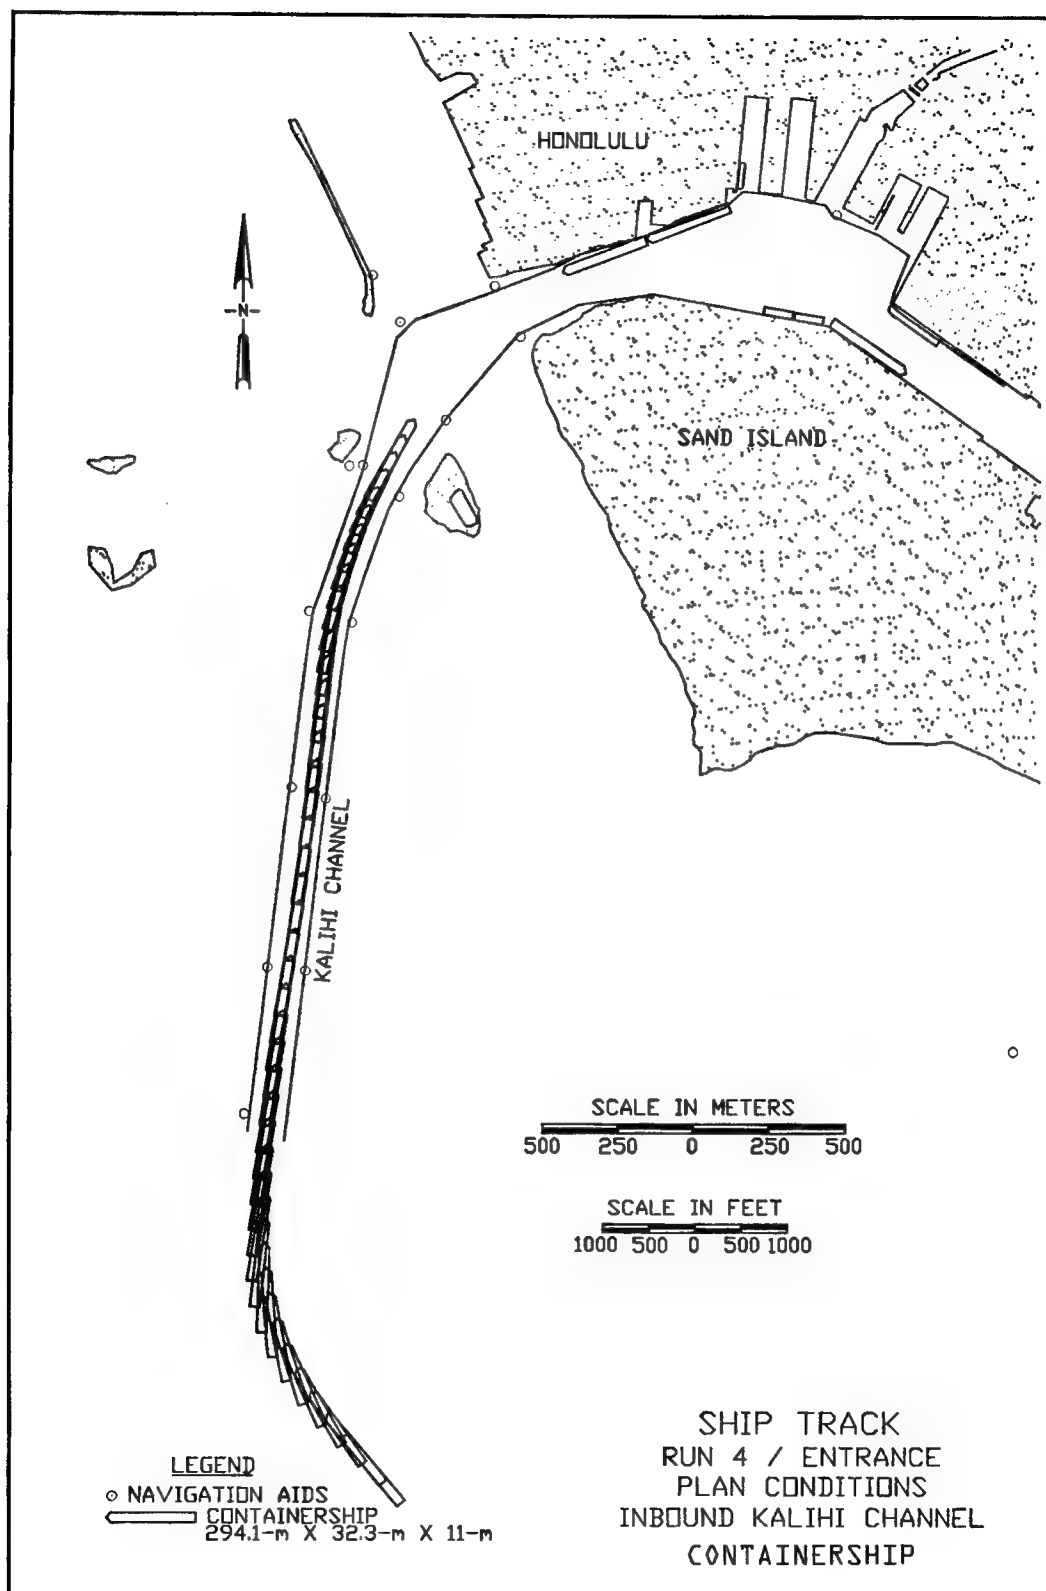 HONOLULU
-N-
SAND ISLAND
KALIHI CHANNEL
SCALE IN METERS
500 250 0 250 500
SCALE IN FEET
1000 500 0 500 1000
SHIP TRACK
RUN 4 / ENTRANCE
PLAN CONDITIONS
INBOUND KALIHI CHANNEL
CONTAINERSHIP
LEGEND
NAVIGATION AIDS
CONTAINERSHIP
294.1-m X 32.3-m X 11-m